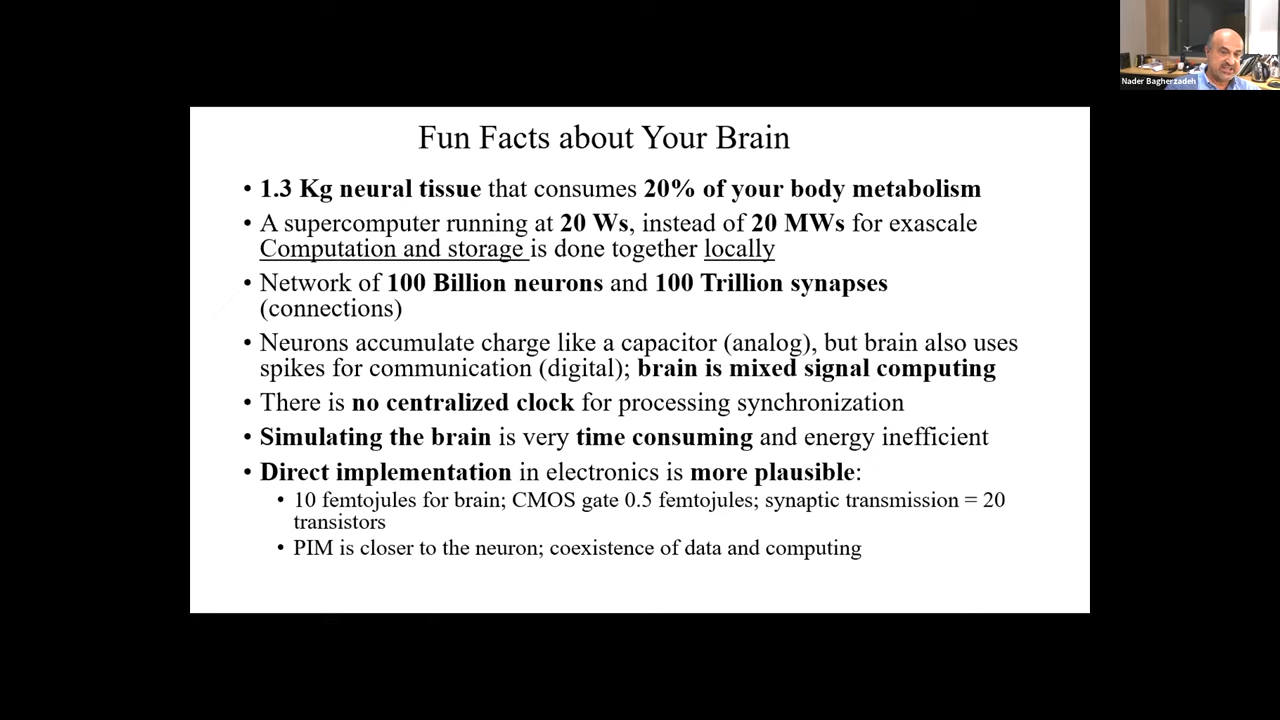 Nader Bagherzadeh
Fun Facts about Your Brain
• 1.3 Kg neural tissue that consumes 20% of your body metabolism
• A supercomputer running at 20 Ws, instead of 20 MWs for exascale
Computation and storage is done together locally
• Network of 100 Billion neurons and 100 Trillion synapses
(connections)
• Neurons accumulate charge like a capacitor (analog), but brain also uses
spikes for communication (digital); brain is mixed signal computing
• There is no centralized clock for processing synchronization
• Simulating the brain is very time consuming and energy inefficient
• Direct implementation in electronics is more plausible:
• 10 femtojules for brain; CMOS gate 0.5 femtojules; synaptic transmission = 20
transistors
• PIM is closer to the neuron; coexistence of data and computing